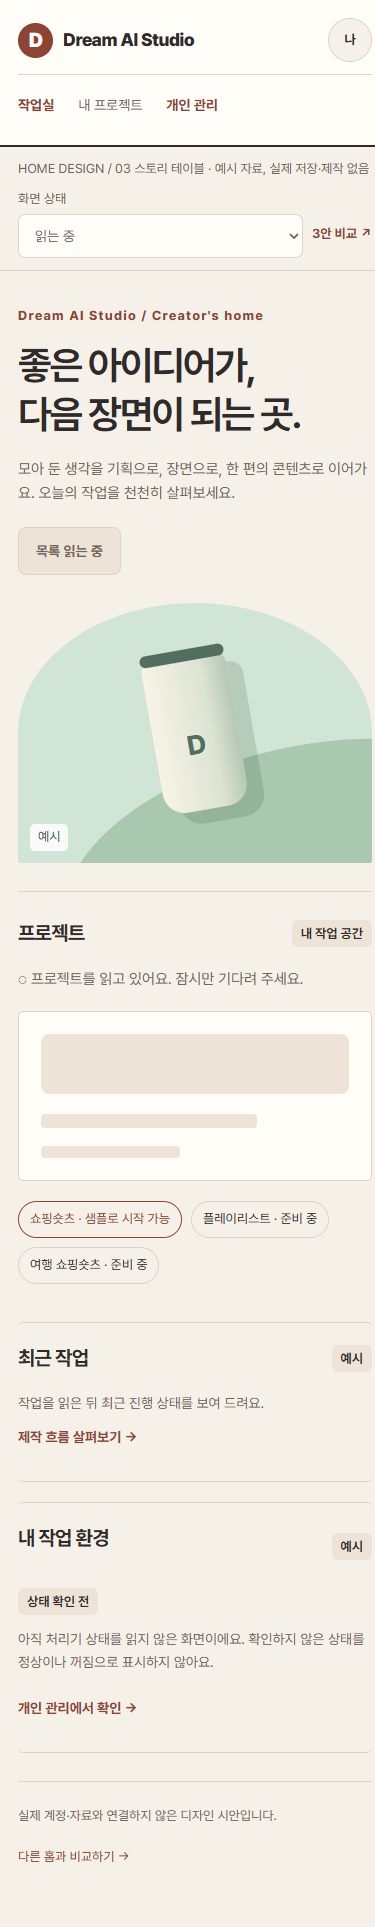 D Dream AI Studio 나
작업실 내 프로젝트 개인 관리
HOME DESIGN / 03 스토리 테이블 · 예시 자료, 실제 저장·제작 없음
화면 상태
읽는 중
3안 비교 ↗
Dream AI Studio / Creator's home
좋은 아이디어가,
다음 장면이 되는 곳.
모아 둔 생각을 기획으로, 장면으로, 한 편의 콘텐츠로 이어가
요. 오늘의 작업을 천천히 살펴보세요.
목록 읽는 중
D
예시
프로젝트 내 작업 공간
○ 프로젝트를 읽고 있어요. 잠시만 기다려 주세요.
쇼핑숏츠 · 샘플로 시작 가능 플레이리스트 · 준비 중
여행 쇼핑숏츠 · 준비 중
최근 작업 예시
작업을 읽은 뒤 최근 진행 상태를 보여 드려요.
제작 흐름 살펴보기 →
내 작업 환경 예시
상태 확인 전
아직 처리기 상태를 읽지 않은 화면이에요. 확인하지 않은 상태를
정상이나 꺼짐으로 표시하지 않아요.
개인 관리에서 확인 →
실제 계정·자료와 연결하지 않은 디자인 시안입니다.
다른 홈과 비교하기 →